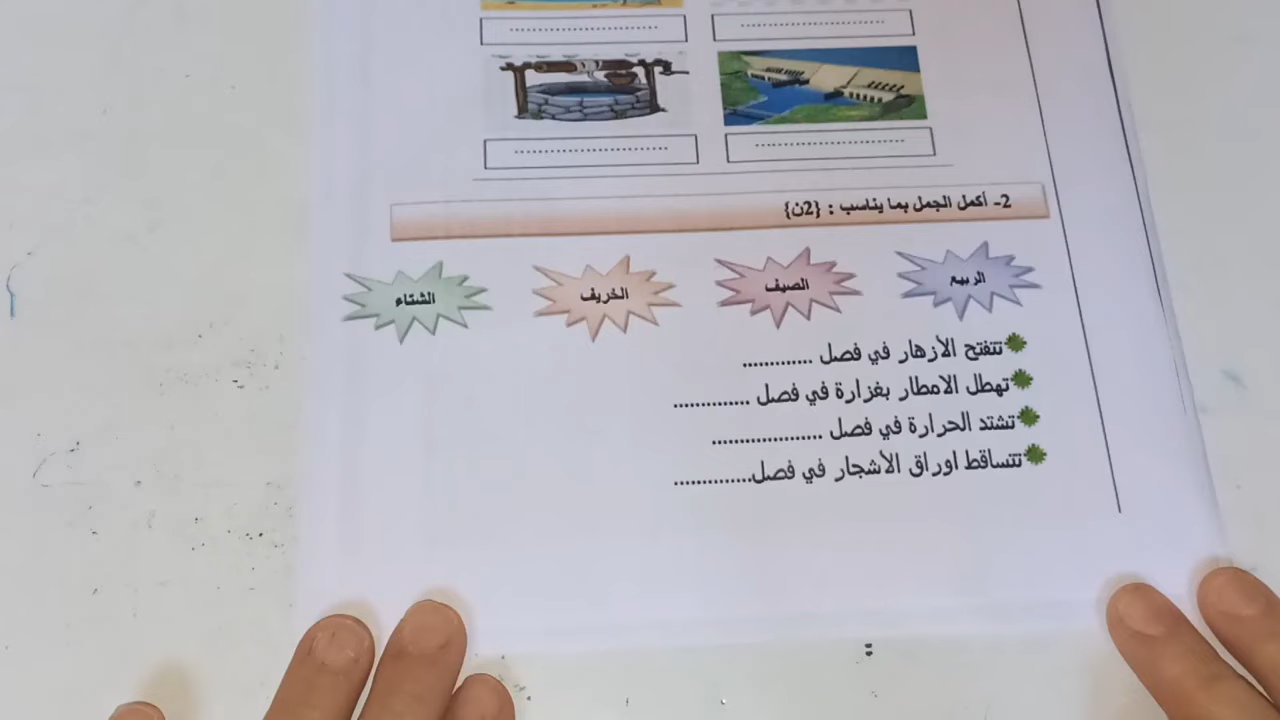 2- أكمل الجمل بما يناسب : {2ن}
الربيع الصيف الخريف الشتاء
تتفتح الأزهار في فصل .............
تهطل الامطار بغزارة في فصل ..............
تشتد الحرارة في فصل ....................
تتساقط اوراق الأشجار في فصل..............